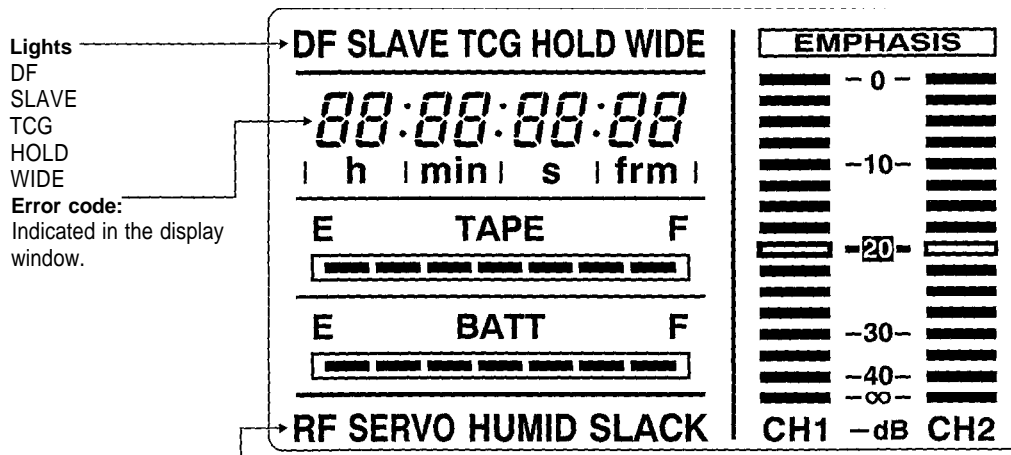 Lights
DF
SLAVE
TCG
HOLD
WIDE
Error code:
Indicated in the display
window.
DF SLAVE TCG HOLD WIDE
88:88:88:88
h min s frm
E TAPE F
E BATT F
RF SERVO HUMID SLACK
EMPHASIS
-0-
-10-
-20-
-30-
-40-
-∞-
CH1 -dB CH2